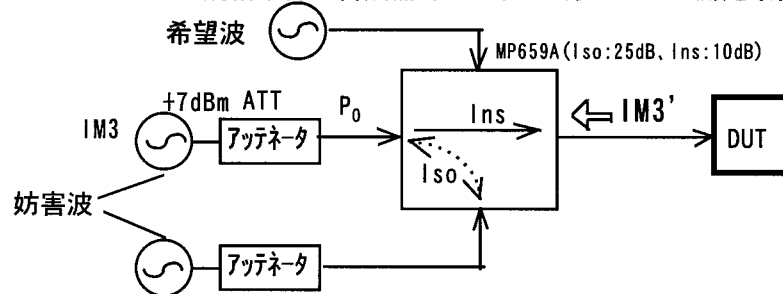 希望波
MP659A(Iso:25dB、Ins:10dB)
+7dBm ATT
P0
IM3
アッテネータ
Ins
IM3'
Iso
DUT
妨害波
アッテネータ